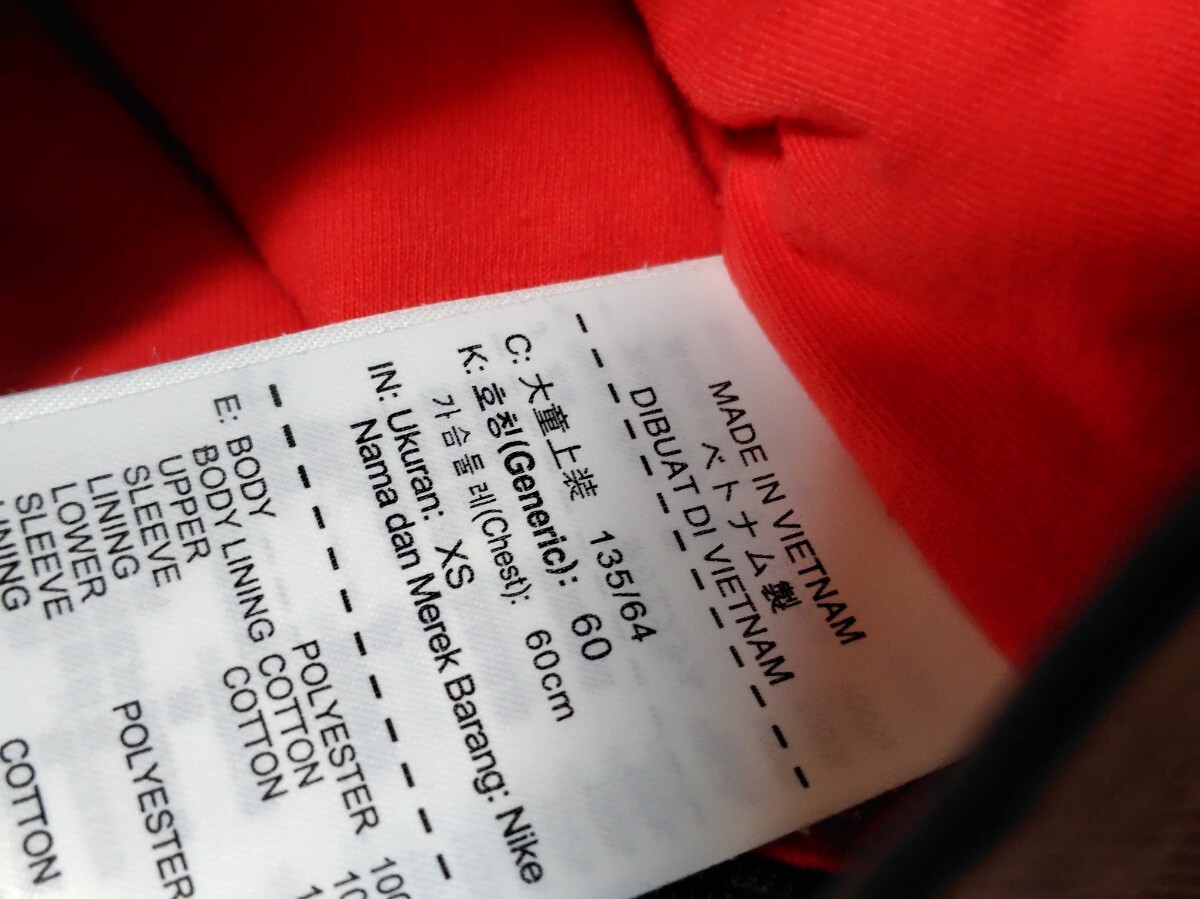 MADE IN VIETNAM
ベトナム製
DIBUAT DI VIETNAM
C: 大童上装 135/64
K: 호칭(Generic): 60
가슴둘레(Chest): 60cm
IN: Ukuran: XS
Nama dan Merek Barang: Nike
E: BODY POLYESTER 100
BODY LINING COTTON
UPPER COTTON
SLEEVE
LINING
LOWER POLYESTER
SLEEVE
COTTON